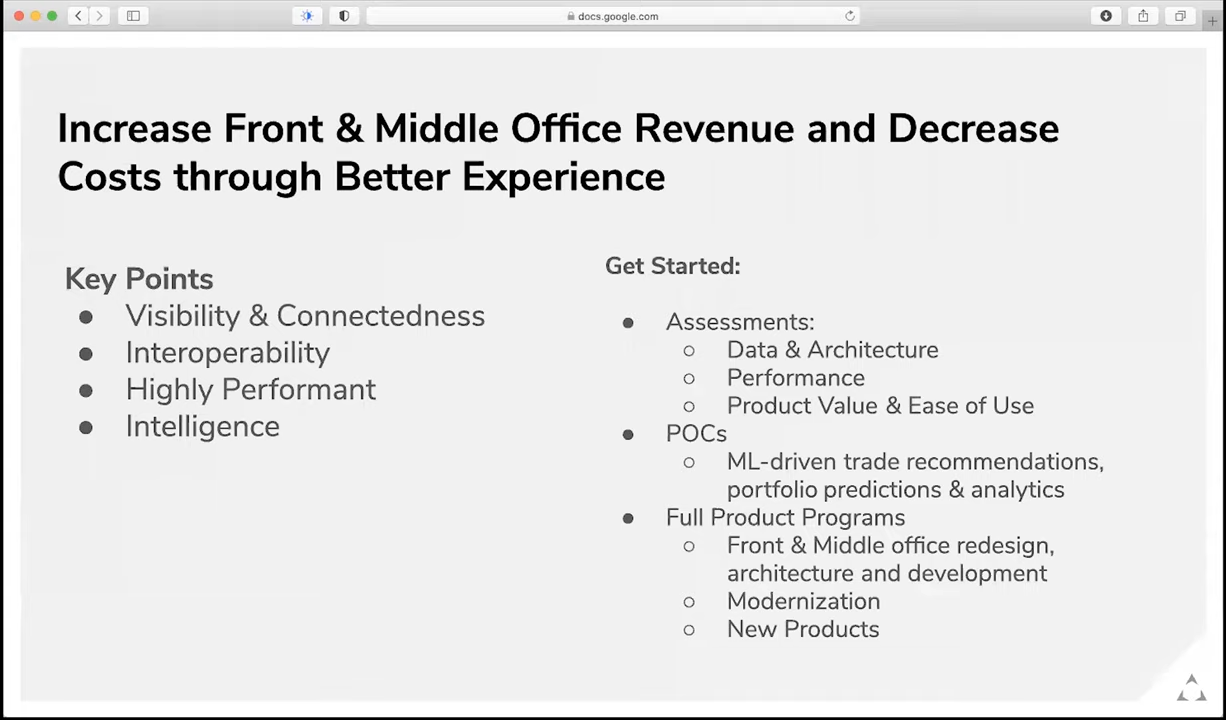 docs.google.com
Increase Front & Middle Office Revenue and Decrease
Costs through Better Experience
Key Points
● Visibility & Connectedness
● Interoperability
● Highly Performant
● Intelligence
Get Started:
● Assessments:
○ Data & Architecture
○ Performance
○ Product Value & Ease of Use
● POCs
○ ML-driven trade recommendations,
portfolio predictions & analytics
● Full Product Programs
○ Front & Middle office redesign,
architecture and development
○ Modernization
○ New Products